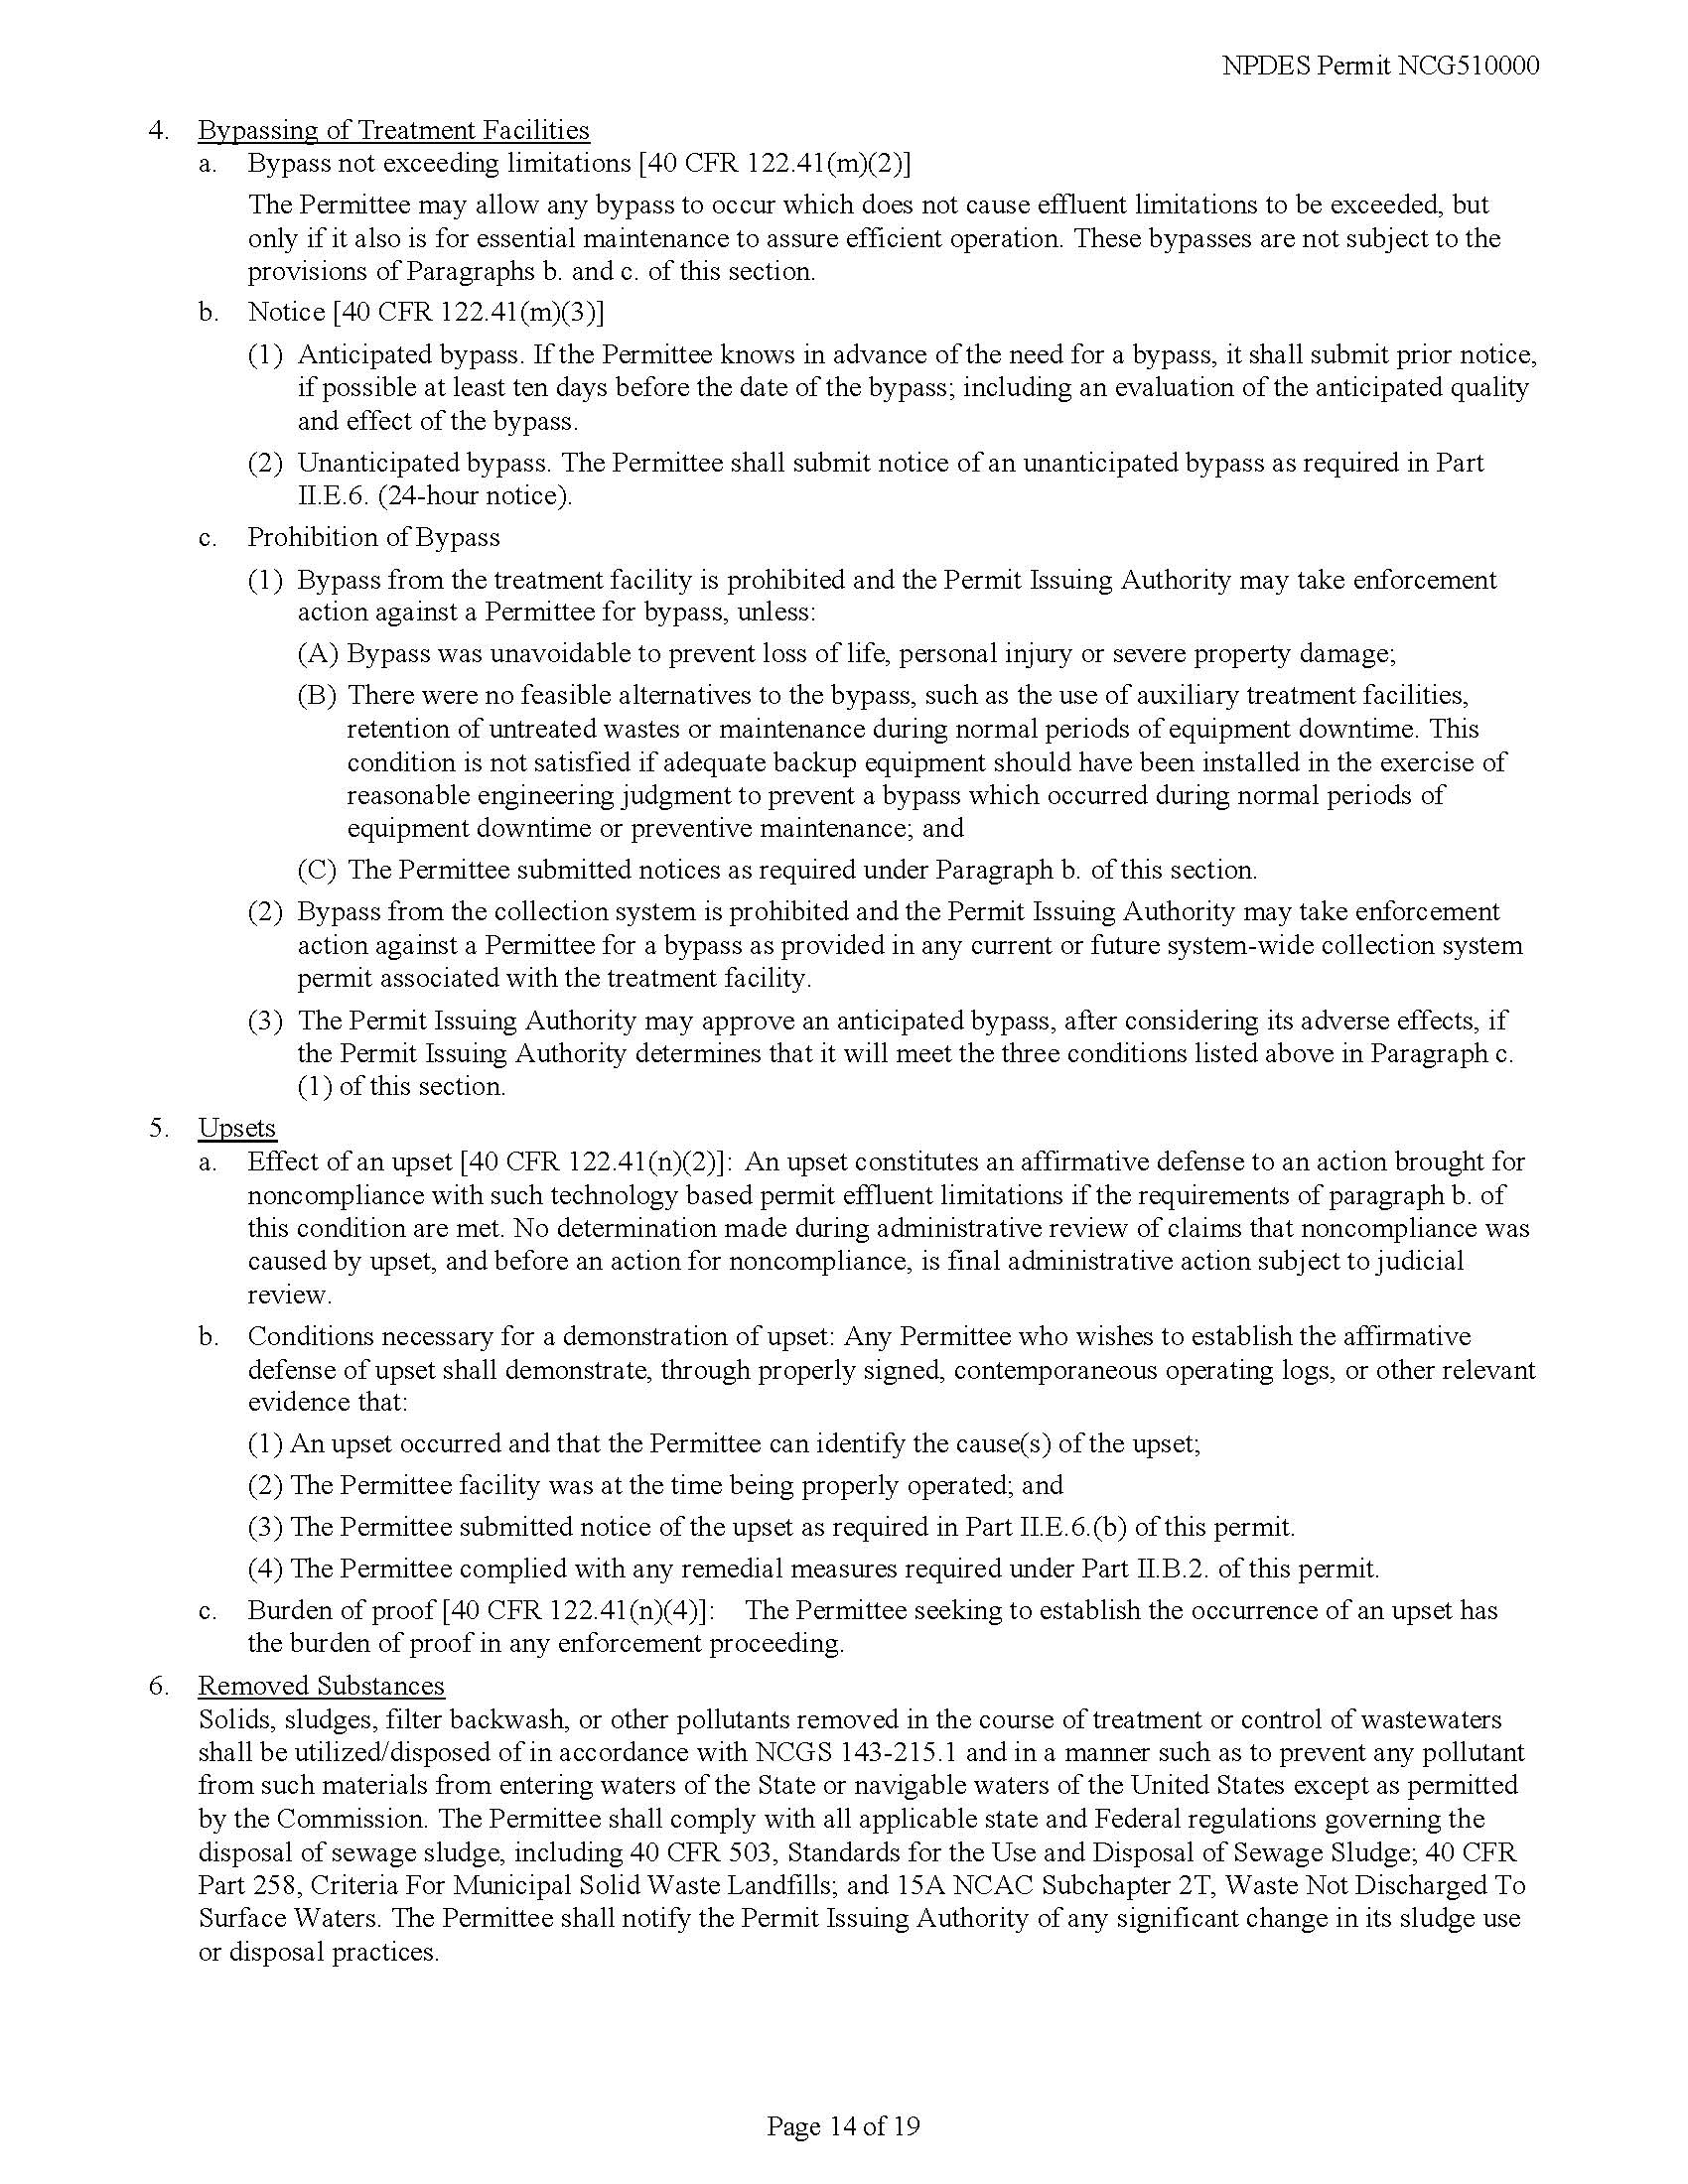 NPDES Permit NCG510000
4. Bypassing of Treatment Facilities
a. Bypass not exceeding limitations [40 CFR 122.41(m)(2)]
The Permittee may allow any bypass to occur which does not cause effluent limitations to be exceeded, but
only if it also is for essential maintenance to assure efficient operation. These bypasses are not subject to the
provisions of Paragraphs b. and c. of this section.
b. Notice [40 CFR 122.41(m)(3)]
(1) Anticipated bypass. If the Permittee knows in advance of the need for a bypass, it shall submit prior notice,
if possible at least ten days before the date of the bypass; including an evaluation of the anticipated quality
and effect of the bypass.
(2) Unanticipated bypass. The Permittee shall submit notice of an unanticipated bypass as required in Part
II.E.6. (24-hour notice).
c. Prohibition of Bypass
(1) Bypass from the treatment facility is prohibited and the Permit Issuing Authority may take enforcement
action against a Permittee for bypass, unless:
(A) Bypass was unavoidable to prevent loss of life, personal injury or severe property damage;
(B) There were no feasible alternatives to the bypass, such as the use of auxiliary treatment facilities,
retention of untreated wastes or maintenance during normal periods of equipment downtime. This
condition is not satisfied if adequate backup equipment should have been installed in the exercise of
reasonable engineering judgment to prevent a bypass which occurred during normal periods of
equipment downtime or preventive maintenance; and
(C) The Permittee submitted notices as required under Paragraph b. of this section.
(2) Bypass from the collection system is prohibited and the Permit Issuing Authority may take enforcement
action against a Permittee for a bypass as provided in any current or future system-wide collection system
permit associated with the treatment facility.
(3) The Permit Issuing Authority may approve an anticipated bypass, after considering its adverse effects, if
the Permit Issuing Authority determines that it will meet the three conditions listed above in Paragraph c.
(1) of this section.
5. Upsets
a. Effect of an upset [40 CFR 122.41(n)(2)]: An upset constitutes an affirmative defense to an action brought for
noncompliance with such technology based permit effluent limitations if the requirements of paragraph b. of
this condition are met. No determination made during administrative review of claims that noncompliance was
caused by upset, and before an action for noncompliance, is final administrative action subject to judicial
review.
b. Conditions necessary for a demonstration of upset: Any Permittee who wishes to establish the affirmative
defense of upset shall demonstrate, through properly signed, contemporaneous operating logs, or other relevant
evidence that:
(1) An upset occurred and that the Permittee can identify the cause(s) of the upset;
(2) The Permittee facility was at the time being properly operated; and
(3) The Permittee submitted notice of the upset as required in Part II.E.6.(b) of this permit.
(4) The Permittee complied with any remedial measures required under Part II.B.2. of this permit.
c. Burden of proof [40 CFR 122.41(n)(4)]: The Permittee seeking to establish the occurrence of an upset has
the burden of proof in any enforcement proceeding.
6. Removed Substances
Solids, sludges, filter backwash, or other pollutants removed in the course of treatment or control of wastewaters
shall be utilized/disposed of in accordance with NCGS 143-215.1 and in a manner such as to prevent any pollutant
from such materials from entering waters of the State or navigable waters of the United States except as permitted
by the Commission. The Permittee shall comply with all applicable state and Federal regulations governing the
disposal of sewage sludge, including 40 CFR 503, Standards for the Use and Disposal of Sewage Sludge; 40 CFR
Part 258, Criteria For Municipal Solid Waste Landfills; and 15A NCAC Subchapter 2T, Waste Not Discharged To
Surface Waters. The Permittee shall notify the Permit Issuing Authority of any significant change in its sludge use
or disposal practices.
Page 14 of 19